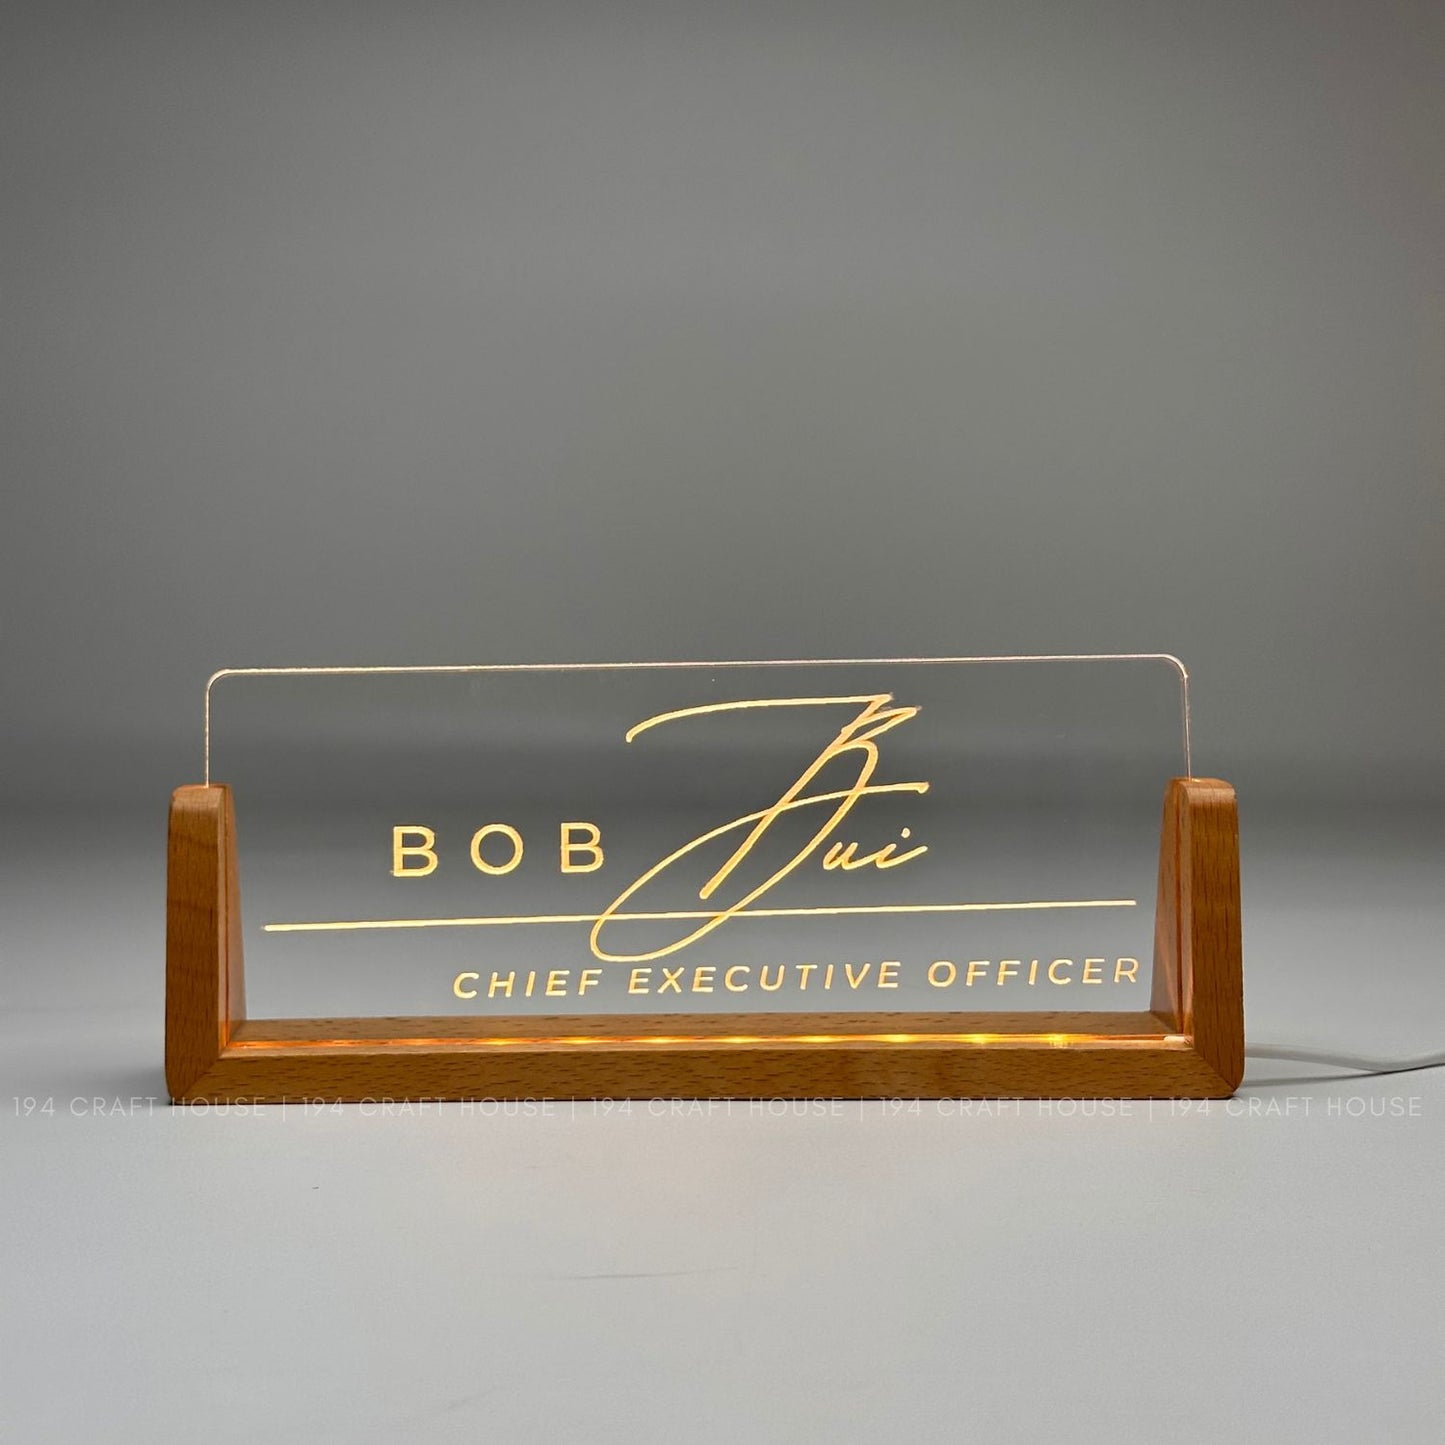 BOB Bui
CHIEF EXECUTIVE OFFICER
194 CRAFT HOUSE | 194 CRAFT HOUSE | 194 CRAFT HOUSE | 194 CRAFT HOUSE | 194 CRAFT HOUSE